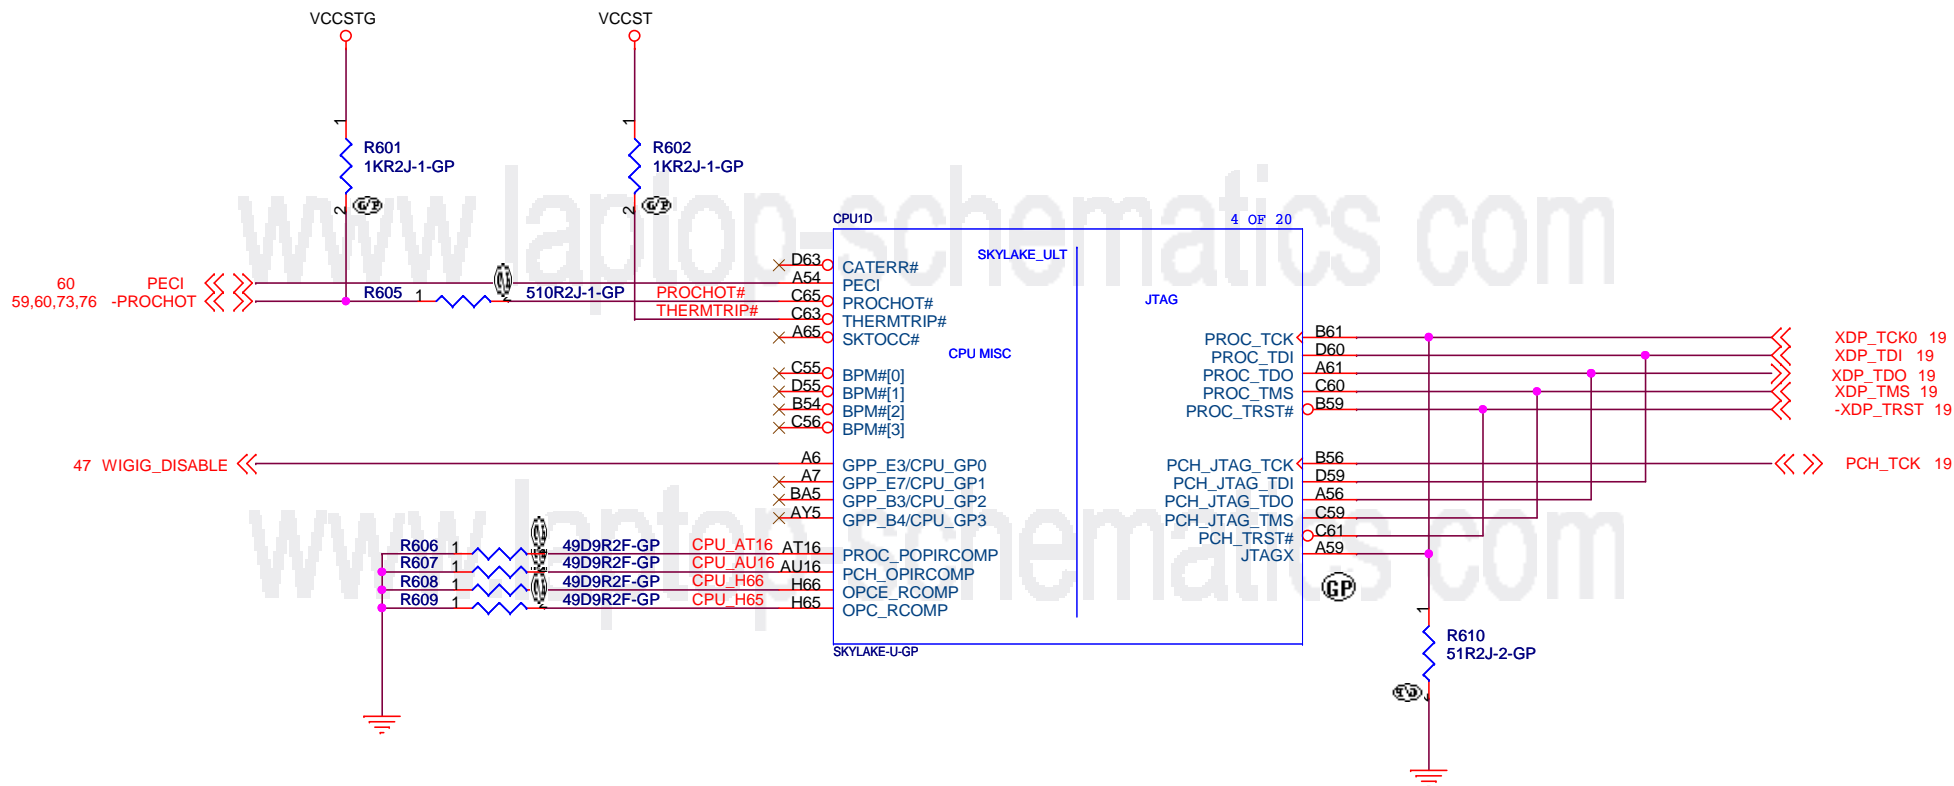 VCCSTG
VCCST
1
R601
1KR2J-1-GP
2
G/P
1
R602
1KR2J-1-GP
2
G/P
www.laptop-schematics.com
CPU1D
4 OF 20
SKYLAKE_ULT
JTAG
CPU MISC
60 PECI
59,60,73,76 -PROCHOT
R605 1
510R2J-1-GP
PROCHOT#
THERMTRIP#
D63 CATERR#
A54 PECI
C65 PROCHOT#
C63 THERMTRIP#
A65 SKTOCC#
C55 BPM#[0]
D55 BPM#[1]
B54 BPM#[2]
C56 BPM#[3]
47 WIGIG_DISABLE
A6 GPP_E3/CPU_GP0
A7 GPP_E7/CPU_GP1
BA5 GPP_B3/CPU_GP2
AY5 GPP_B4/CPU_GP3
www.laptop-schematics.com
R606 1 49D9R2F-GP CPU_AT16 AT16 PROC_POPIRCOMP
R607 1 49D9R2F-GP CPU_AU16 AU16 PCH_OPIRCOMP
R608 1 49D9R2F-GP CPU_H66 H66 OPCE_RCOMP
R609 1 49D9R2F-GP CPU_H65 H65 OPC_RCOMP
SKYLAKE-U-GP
PROC_TCK B61 XDP_TCK0 19
PROC_TDI D60 XDP_TDI 19
PROC_TDO A61 XDP_TDO 19
PROC_TMS C60 XDP_TMS 19
PROC_TRST# B59 -XDP_TRST 19
PCH_JTAG_TCK B56 PCH_TCK 19
PCH_JTAG_TDI D59
PCH_JTAG_TDO A56
PCH_JTAG_TMS C59
PCH_TRST# C61
JTAGX A59
GP
1
R610
51R2J-2-GP